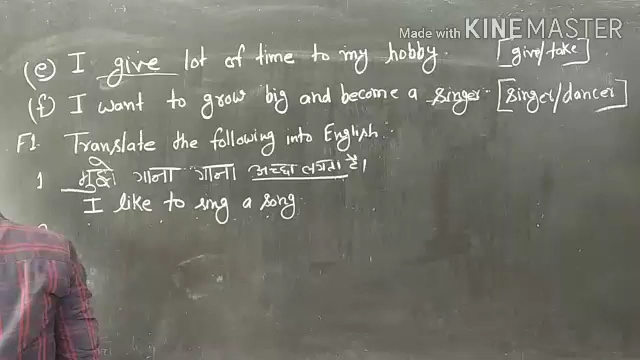 Made with KINEMASTER
(e) I give lot of time to my hobby. [give/take]
(f) I want to grow big and become a singer. [singer/dancer]
F1. Translate the following into English.
1 मुझे गाना गाना अच्छा लगता है।
I like to sing a song
2